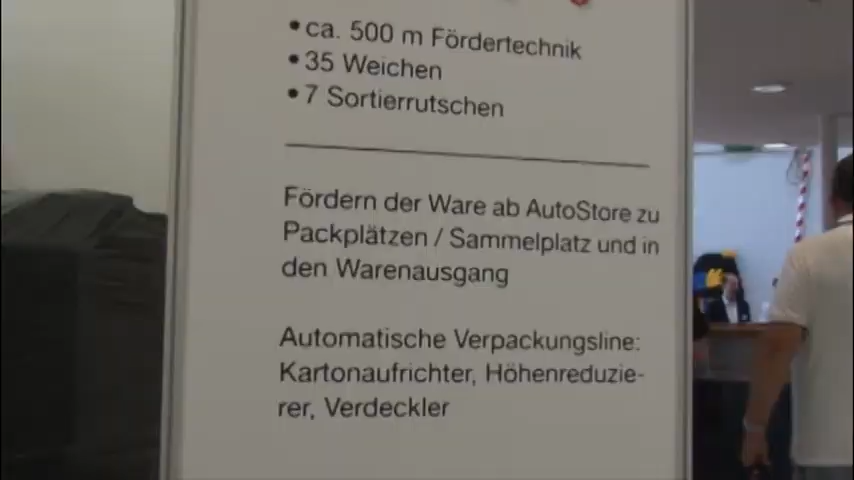 • ca. 500 m Fördertechnik
• 35 Weichen
• 7 Sortierrutschen
Fördern der Ware ab AutoStore zu
Packplätzen / Sammelplatz und in
den Warenausgang
Automatische Verpackungsline:
Kartonaufrichter, Höhenreduzie-
rer, Verdeckler